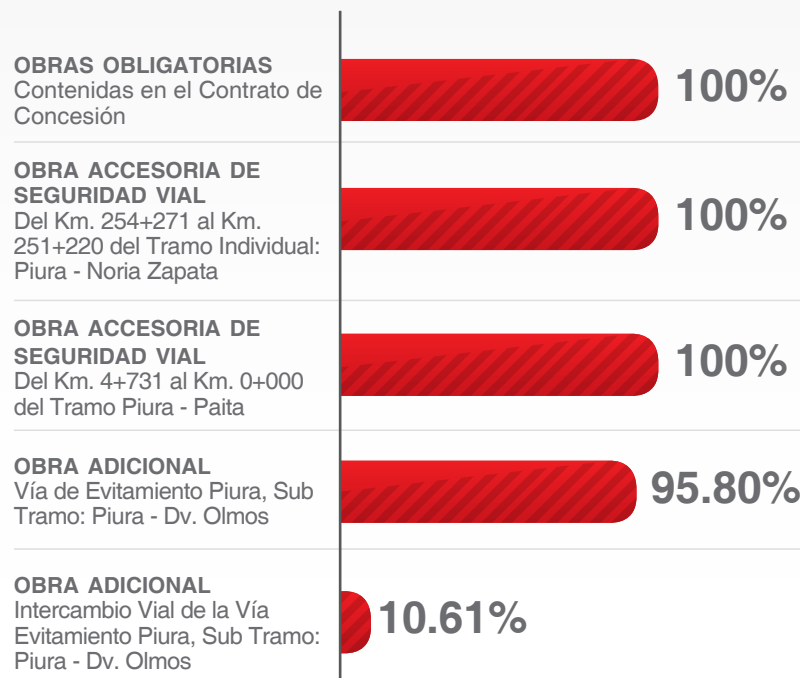 OBRAS OBLIGATORIAS
Contenidas en el Contrato de
Concesión
100%
OBRA ACCESORIA DE
SEGURIDAD VIAL
Del Km. 254+271 al Km.
251+220 del Tramo Individual:
Piura - Noria Zapata
100%
OBRA ACCESORIA DE
SEGURIDAD VIAL
Del Km. 4+731 al Km. 0+000
del Tramo Piura - Paita
100%
OBRA ADICIONAL
Vía de Evitamiento Piura, Sub
Tramo: Piura - Dv. Olmos
95.80%
OBRA ADICIONAL
Intercambio Vial de la Vía
Evitamiento Piura, Sub Tramo:
Piura - Dv. Olmos
10.61%